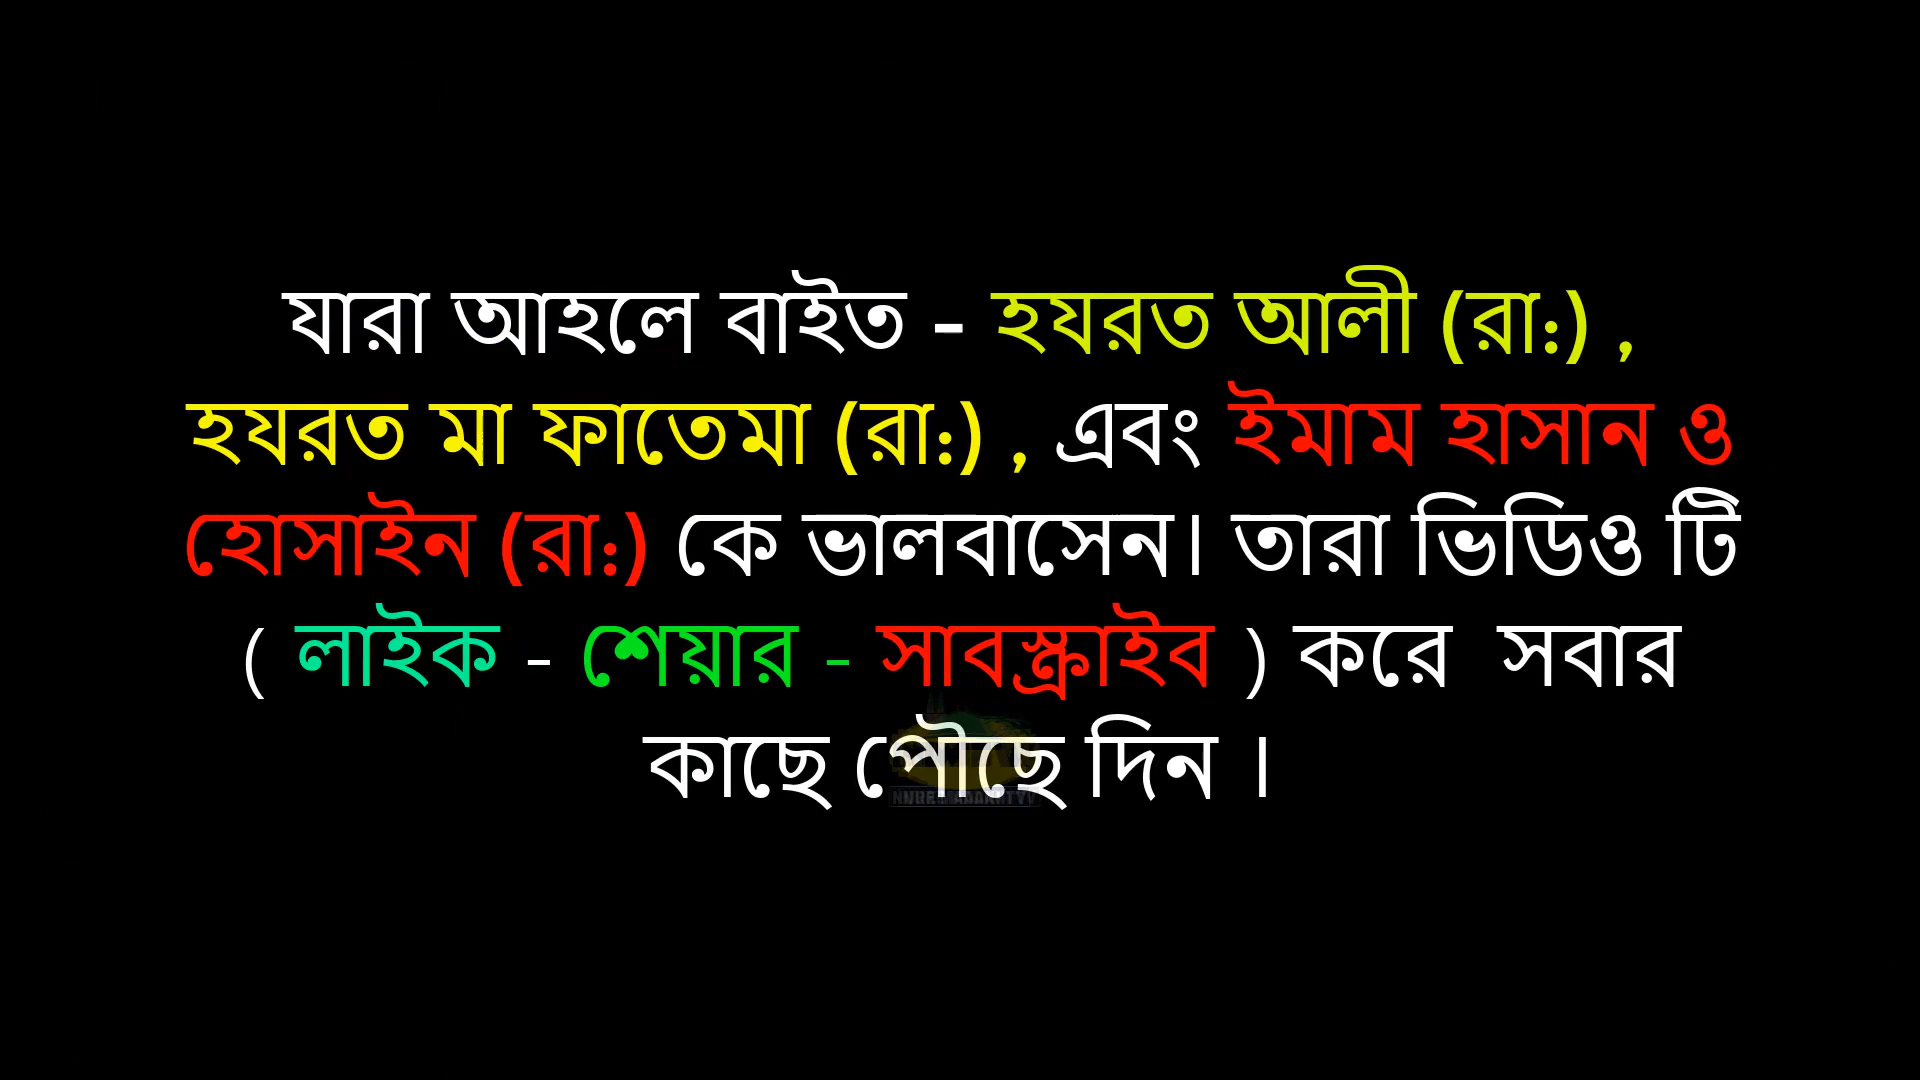 যারা আহলে বাইত - হযরত আলী (রা:) ,
হযরত মা ফাতেমা (রা:) , এবং ইমাম হাসান ও
হোসাইন (রা:) কে ভালবাসেন। তারা ভিডিও টি
( লাইক - শেয়ার - সাবস্ক্রাইব ) করে  সবার
কাছে পৌছে দিন ।